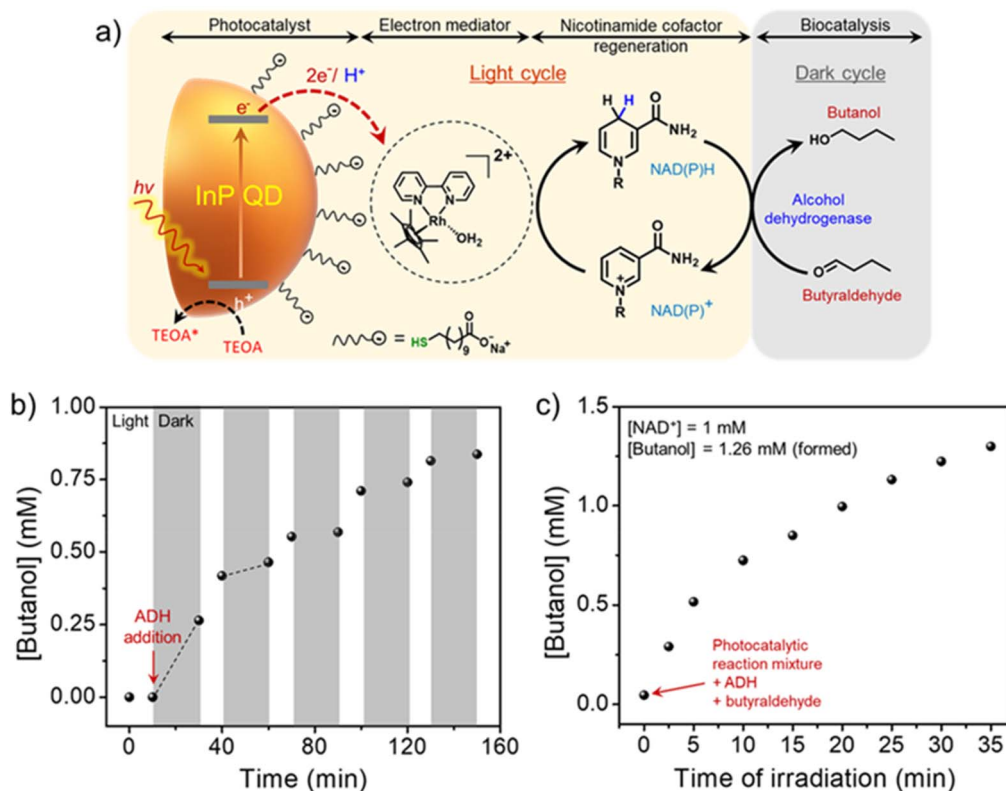 a)
Photocatalyst
Electron mediator
Nicotinamide cofactor
regeneration
Biocatalysis
Light cycle
Dark cycle
2e⁻/ H⁺
e⁻
hν
InP QD
h⁺
TEOA*
TEOA
2+
N
N
Rh
OH₂
H H
O
NH₂
N
R
NAD(P)H
O
NH₂
N⁺
R
NAD(P)⁺
Butanol
HO
Alcohol
dehydrogenase
O
Butyraldehyde
= HS ( )₉ O O⁻ Na⁺
b)
[Butanol] (mM)
1.00
0.75
0.50
0.25
0.00
Light Dark
ADH
addition
0 40 80 120 160
Time (min)
c)
[Butanol] (mM)
1.5
1.0
0.5
0.0
[NAD⁺] = 1 mM
[Butanol] = 1.26 mM (formed)
Photocatalytic
reaction mixture
+ ADH
+ butyraldehyde
0 5 10 15 20 25 30 35
Time of irradiation (min)